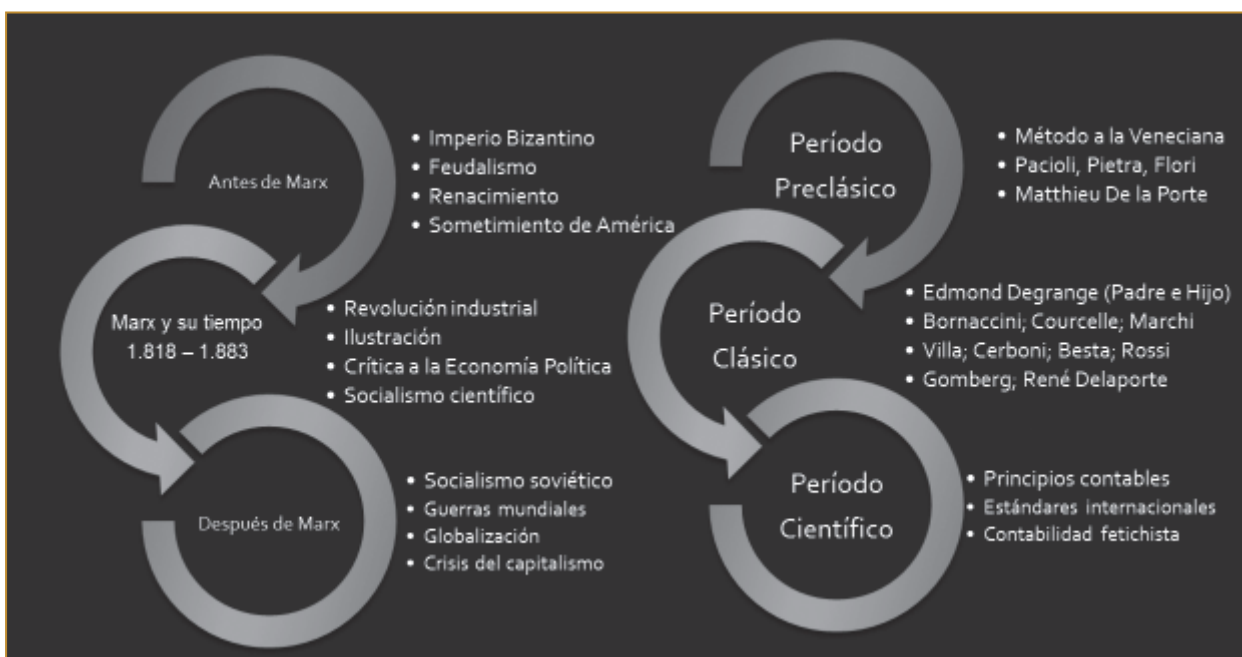 Antes de Marx
• Imperio Bizantino
• Feudalismo
• Renacimiento
• Sometimiento de América
Marx y su tiempo
1.818 – 1.883
• Revolución industrial
• Ilustración
• Crítica a la Economía Política
• Socialismo científico
Después de Marx
• Socialismo soviético
• Guerras mundiales
• Globalización
• Crisis del capitalismo
Período
Preclásico
• Método a la Veneciana
• Pacioli, Pietra, Flori
• Matthieu De la Porte
Período
Clásico
• Edmond Degrange (Padre e Hijo)
• Bornaccini; Courcelle; Marchi
• Villa; Cerboni; Besta; Rossi
• Gomberg; René Delaporte
Período
Científico
• Principios contables
• Estándares internacionales
• Contabilidad fetichista